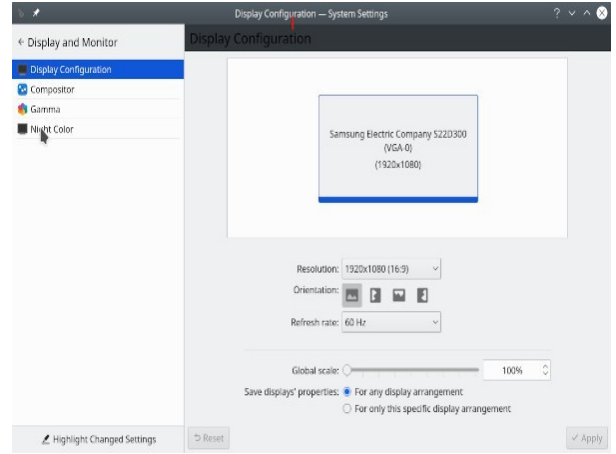 Display Configuration — System Settings
Display and Monitor
Display Configuration
Display Configuration
Compositor
Gamma
Night Color
Samsung Electric Company S22D300
(VGA-0)
(1920x1080)
Resolution: 1920x1080 (16:9)
Orientation:
Refresh rate: 60 Hz
Global scale: 100%
Save displays' properties: For any display arrangement
For only this specific display arrangement
Highlight Changed Settings
Reset
Apply